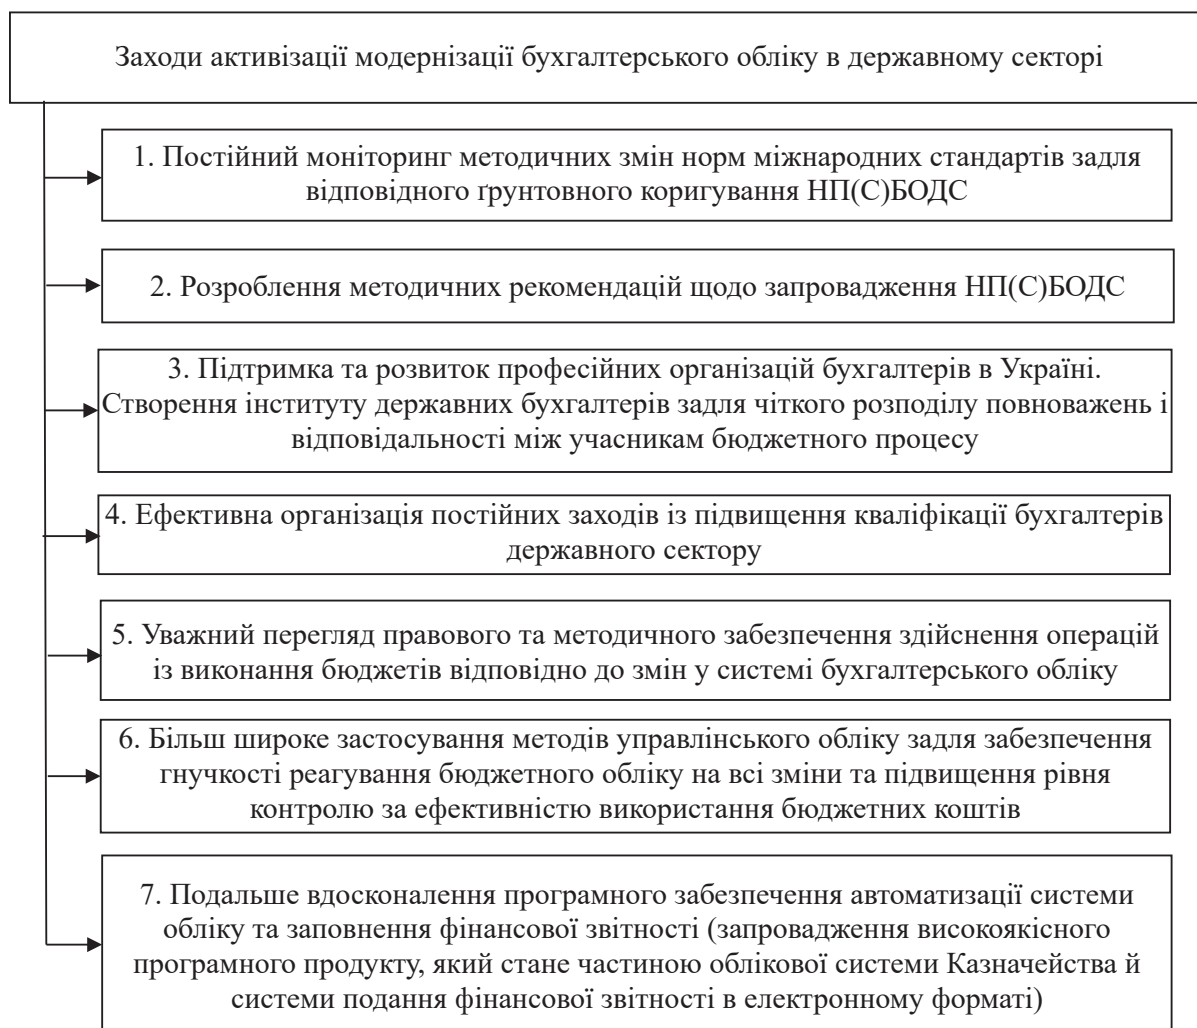 Заходи активізації модернізації бухгалтерського обліку в державному секторі
1. Постійний моніторинг методичних змін норм міжнародних стандартів задля
відповідного ґрунтовного коригування НП(С)БОДС
2. Розроблення методичних рекомендацій щодо запровадження НП(С)БОДС
3. Підтримка та розвиток професійних організацій бухгалтерів в Україні.
Створення інституту державних бухгалтерів задля чіткого розподілу повноважень і
відповідальності між учасникам бюджетного процесу
4. Ефективна організація постійних заходів із підвищення кваліфікації бухгалтерів
державного сектору
5. Уважний перегляд правового та методичного забезпечення здійснення операцій
із виконання бюджетів відповідно до змін у системі бухгалтерського обліку
6. Більш широке застосування методів управлінського обліку задля забезпечення
гнучкості реагування бюджетного обліку на всі зміни та підвищення рівня
контролю за ефективністю використання бюджетних коштів
7. Подальше вдосконалення програмного забезпечення автоматизації системи
обліку та заповнення фінансової звітності (запровадження високоякісного
програмного продукту, який стане частиною облікової системи Казначейства й
системи подання фінансової звітності в електронному форматі)